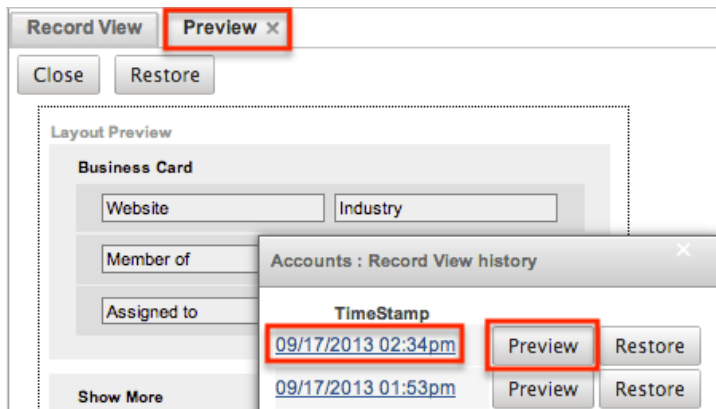 Record View Preview ×
Close Restore
Layout Preview
Business Card
Website Industry
Member of
Assigned to
Show More
Accounts : Record View history ×
TimeStamp
09/17/2013 02:34pm Preview Restore
09/17/2013 01:53pm Preview Restore